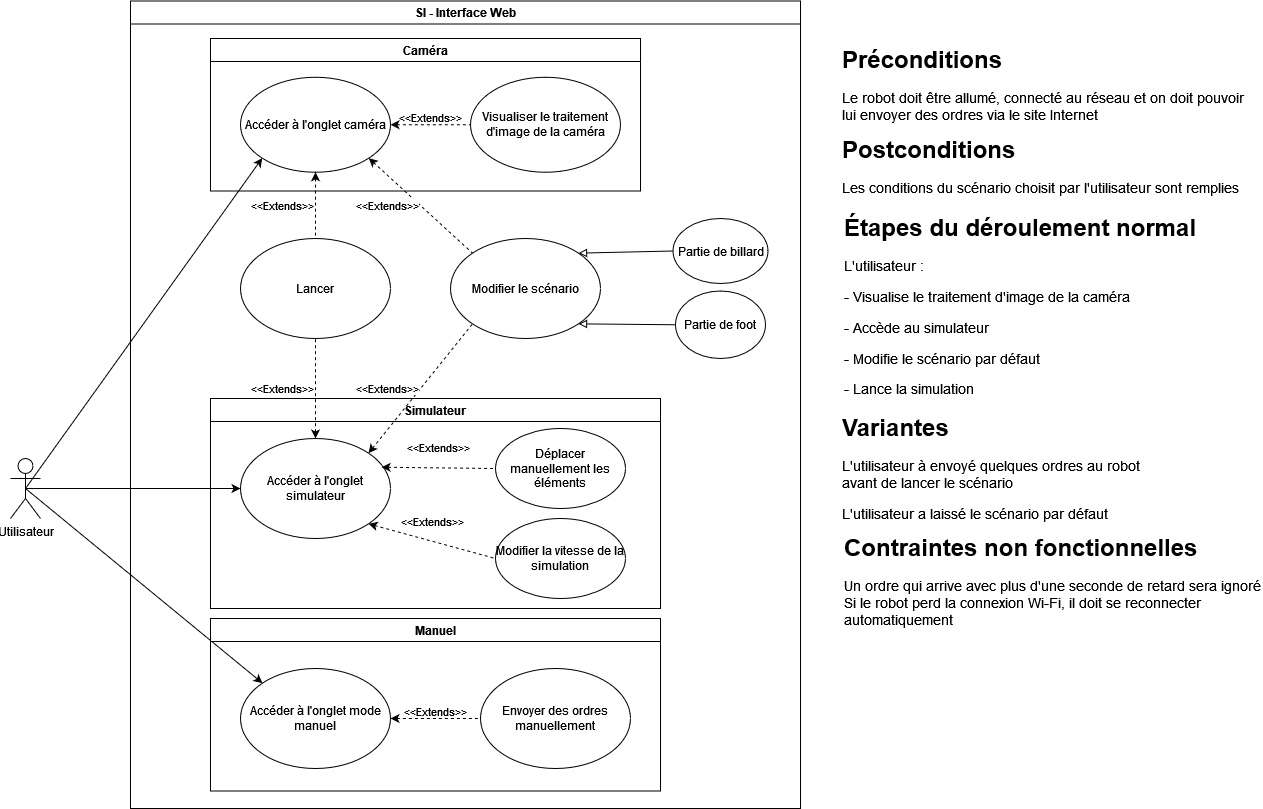 SI - Interface Web
Caméra
Accéder à l'onglet caméra
<<Extends>>
Visualiser le traitement
d'image de la caméra
<<Extends>>
<<Extends>>
Lancer
Modifier le scénario
Partie de billard
Partie de foot
<<Extends>>
<<Extends>>
Simulateur
Accéder à l'onglet
simulateur
<<Extends>>
Déplacer
manuellement les
éléments
<<Extends>>
Modifier la vitesse de la
simulation
Utilisateur
Manuel
Accéder à l'onglet mode
manuel
<<Extends>>
Envoyer des ordres
manuellement
Préconditions
Le robot doit être allumé, connecté au réseau et on doit pouvoir
lui envoyer des ordres via le site Internet
Postconditions
Les conditions du scénario choisit par l'utilisateur sont remplies
Étapes du déroulement normal
L'utilisateur :
- Visualise le traitement d'image de la caméra
- Accède au simulateur
- Modifie le scénario par défaut
- Lance la simulation
Variantes
L'utilisateur à envoyé quelques ordres au robot
avant de lancer le scénario
L'utilisateur a laissé le scénario par défaut
Contraintes non fonctionnelles
Un ordre qui arrive avec plus d'une seconde de retard sera ignoré
Si le robot perd la connexion Wi-Fi, il doit se reconnecter
automatiquement